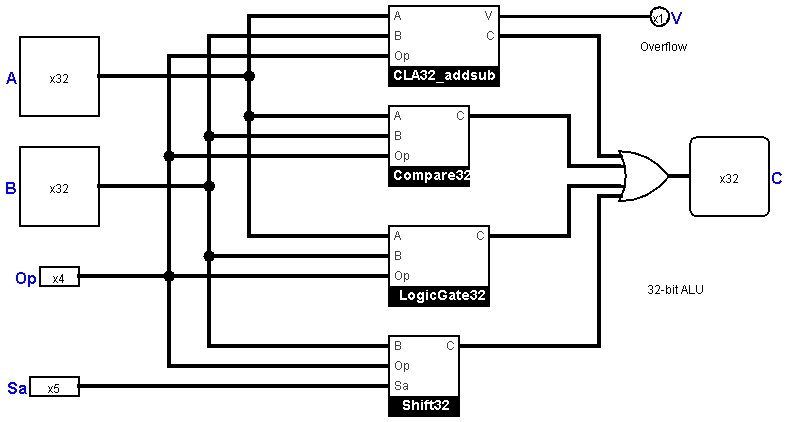 A
x32
B
x32
Op
x4
Sa
x5
A
V
B
C
Op
CLA32_addsub
A
C
B
Op
Compare32
A
C
B
Op
LogicGate32
B
C
Op
Sa
Shift32
x1
V
Overflow
x32
C
32-bit ALU